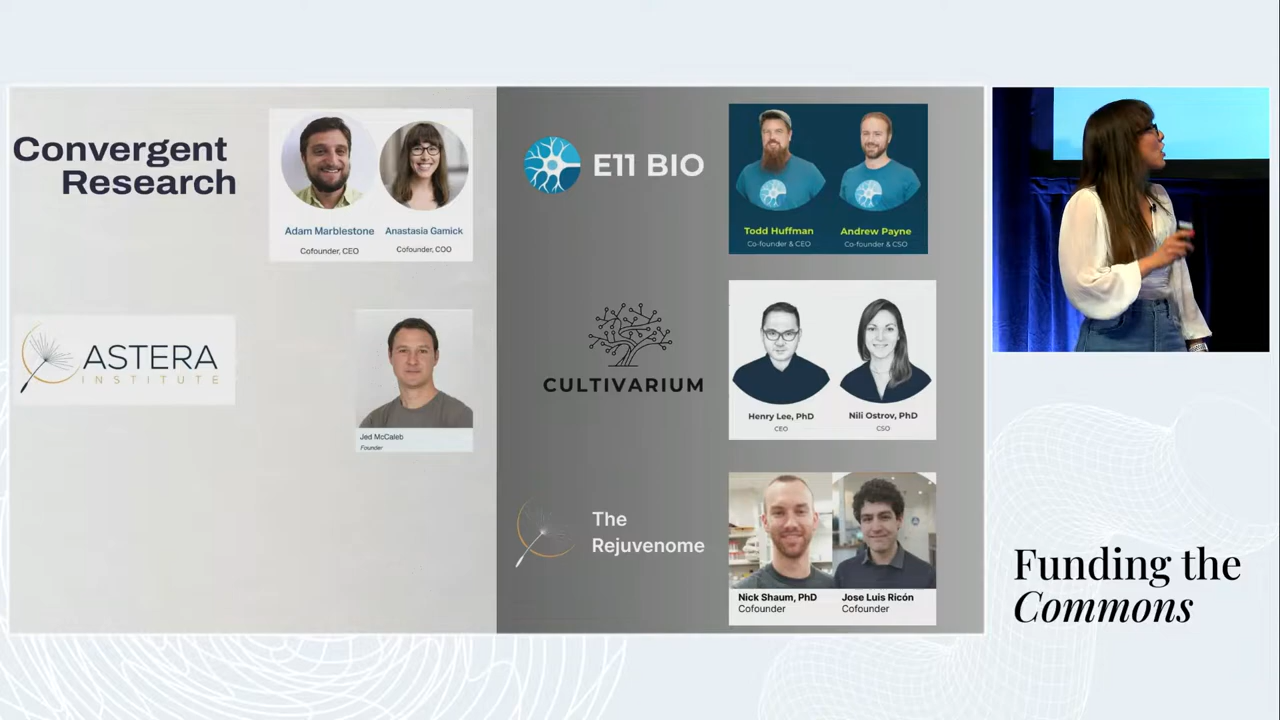 Convergent
Research
Adam Marblestone
Cofounder, CEO
Anastasia Gamick
Cofounder, COO
ASTERA
INSTITUTE
Jed McCaleb
Founder
E11 BIO
Todd Huffman
Co-founder & CEO
Andrew Payne
Co-founder & CSO
CULTIVARIUM
Henry Lee, PhD
CEO
Nili Ostrov, PhD
CSO
The
Rejuvenome
Nick Shaum, PhD
Cofounder
Jose Luis Ricón
Cofounder
Funding the
Commons